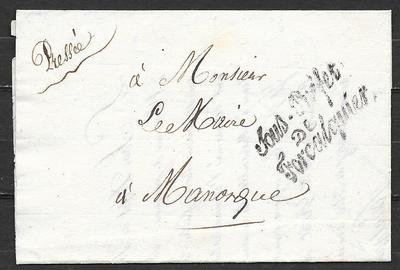 Pressée
à Monsieur
Le Maire
à Manosque
Sous-Préfet
De
Forcalquier